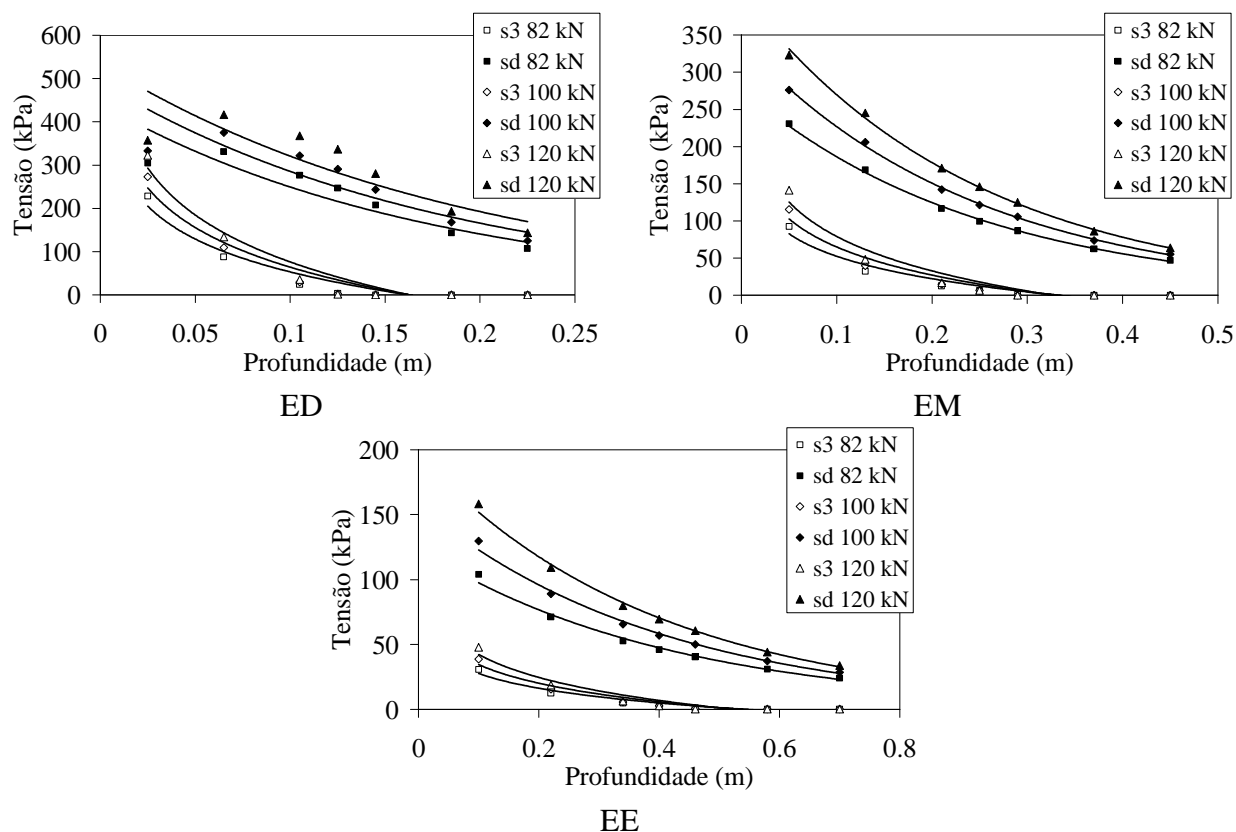 Tensão (kPa)
600
500
400
300
200
100
0
0
0.05
0.1
0.15
0.2
0.25
Profundidade (m)
s3 82 kN
sd 82 kN
s3 100 kN
sd 100 kN
s3 120 kN
sd 120 kN
ED
Tensão (kPa)
350
300
250
200
150
100
50
0
0
0.1
0.2
0.3
0.4
0.5
Profundidade (m)
s3 82 kN
sd 82 kN
s3 100 kN
sd 100 kN
s3 120 kN
sd 120 kN
EM
Tensão (kPa)
200
150
100
50
0
0
0.2
0.4
0.6
0.8
Profundidade (m)
s3 82 kN
sd 82 kN
s3 100 kN
sd 100 kN
s3 120 kN
sd 120 kN
EE